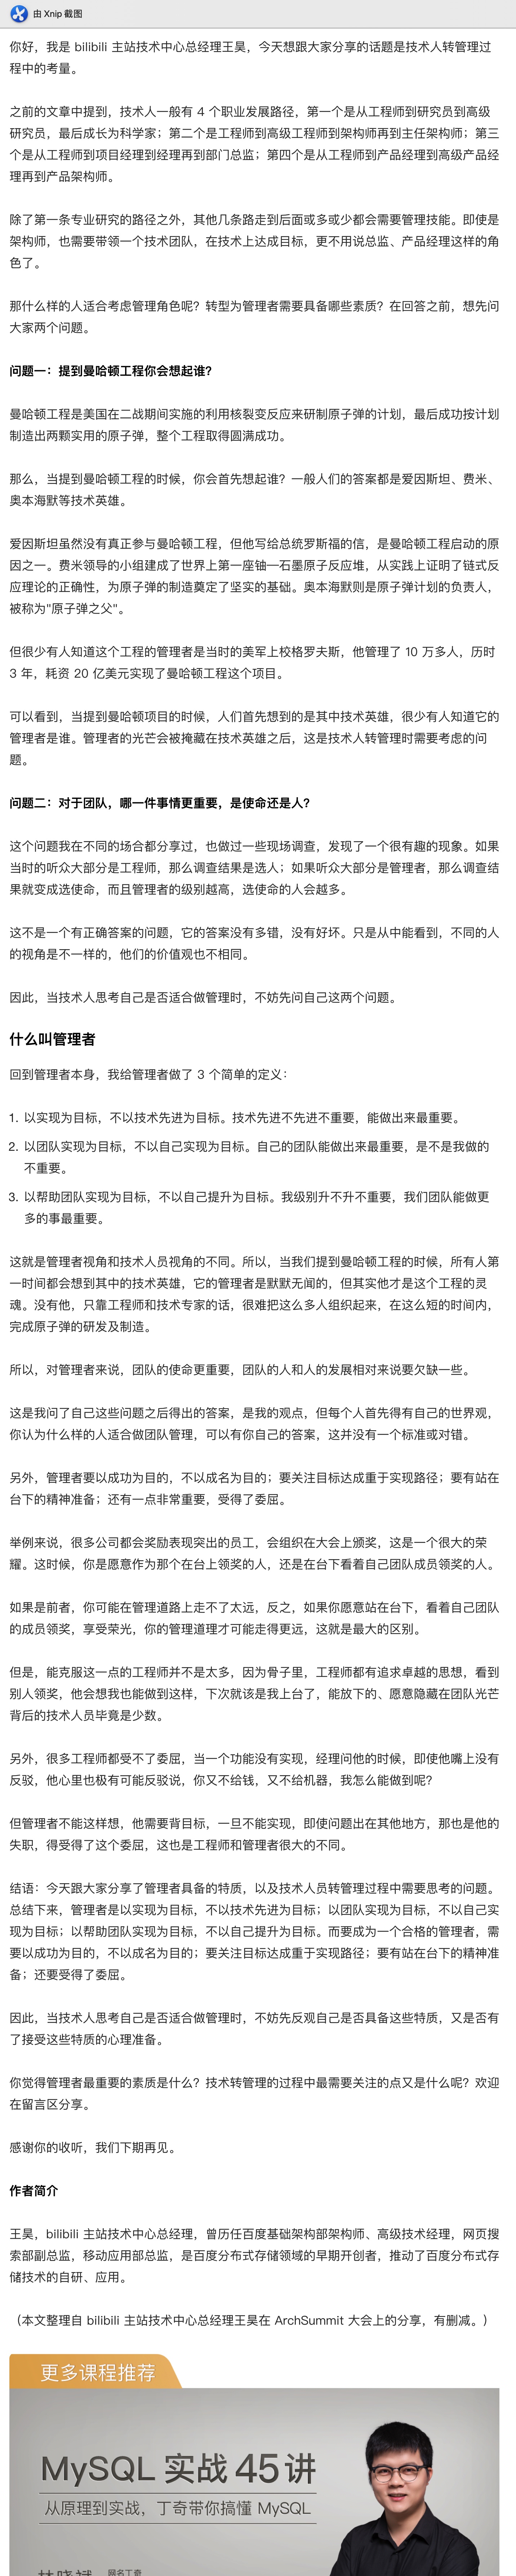 由 Xnip 截图
你好，我是 bilibili 主站技术中心总经理王昊，今天想跟大家分享的话题是技术人转管理过
程中的考量。
之前的文章中提到，技术人一般有 4 个职业发展路径，第一个是从工程师到研究员到高级
研究员，最后成长为科学家；第二个是工程师到高级工程师到架构师再到主任架构师；第三
个是从工程师到项目经理到经理再到部门总监；第四个是从工程师到产品经理到高级产品经
理再到产品架构师。
除了第一条专业研究的路径之外，其他几条路走到后面或多或少都会需要管理技能。即使是
架构师，也需要带领一个技术团队，在技术上达成目标，更不用说总监、产品经理这样的角
色了。
那什么样的人适合考虑管理角色呢？转型为管理者需要具备哪些素质？在回答之前，想先问
大家两个问题。
问题一：提到曼哈顿工程你会想起谁？
曼哈顿工程是美国在二战期间实施的利用核裂变反应来研制原子弹的计划，最后成功按计划
制造出两颗实用的原子弹，整个工程取得圆满成功。
那么，当提到曼哈顿工程的时候，你会首先想起谁？一般人们的答案都是爱因斯坦、费米、
奥本海默等技术英雄。
爱因斯坦虽然没有真正参与曼哈顿工程，但他写给总统罗斯福的信，是曼哈顿工程启动的原
因之一。费米领导的小组建成了世界上第一座铀—石墨原子反应堆，从实践上证明了链式反
应理论的正确性，为原子弹的制造奠定了坚实的基础。奥本海默则是原子弹计划的负责人，
被称为"原子弹之父"。
但很少有人知道这个工程的管理者是当时的美军上校格罗夫斯，他管理了 10 万多人，历时
3 年，耗资 20 亿美元实现了曼哈顿工程这个项目。
可以看到，当提到曼哈顿项目的时候，人们首先想到的是其中技术英雄，很少有人知道它的
管理者是谁。管理者的光芒会被掩藏在技术英雄之后，这是技术人转管理时需要考虑的问
题。
问题二：对于团队，哪一件事情更重要，是使命还是人？
这个问题我在不同的场合都分享过，也做过一些现场调查，发现了一个很有趣的现象。如果
当时的听众大部分是工程师，那么调查结果是选人；如果听众大部分是管理者，那么调查结
果就变成选使命，而且管理者的级别越高，选使命的人会越多。
这不是一个有正确答案的问题，它的答案没有多错，没有好坏。只是从中能看到，不同的人
的视角是不一样的，他们的价值观也不相同。
因此，当技术人思考自己是否适合做管理时，不妨先问自己这两个问题。
什么叫管理者
回到管理者本身，我给管理者做了 3 个简单的定义：
1. 以实现为目标，不以技术先进为目标。技术先进不先进不重要，能做出来最重要。
2. 以团队实现为目标，不以自己实现为目标。自己的团队能做出来最重要，是不是我做的
不重要。
3. 以帮助团队实现为目标，不以自己提升为目标。我级别升不升不重要，我们团队能做更
多的事最重要。
这就是管理者视角和技术人员视角的不同。所以，当我们提到曼哈顿工程的时候，所有人第
一时间都会想到其中的技术英雄，它的管理者是默默无闻的，但其实他才是这个工程的灵
魂。没有他，只靠工程师和技术专家的话，很难把这么多人组织起来，在这么短的时间内，
完成原子弹的研发及制造。
所以，对管理者来说，团队的使命更重要，团队的人和人的发展相对来说要欠缺一些。
这是我问了自己这些问题之后得出的答案，是我的观点，但每个人首先得有自己的世界观，
你认为什么样的人适合做团队管理，可以有你自己的答案，这并没有一个标准或对错。
另外，管理者要以成功为目的，不以成名为目的；要关注目标达成重于实现路径；要有站在
台下的精神准备；还有一点非常重要，受得了委屈。
举例来说，很多公司都会奖励表现突出的员工，会组织在大会上颁奖，这是一个很大的荣
耀。这时候，你是愿意作为那个在台上领奖的人，还是在台下看着自己团队成员领奖的人。
如果是前者，你可能在管理道路上走不了太远，反之，如果你愿意站在台下，看着自己团队
的成员领奖，享受荣光，你的管理道理才可能走得更远，这就是最大的区别。
但是，能克服这一点的工程师并不是太多，因为骨子里，工程师都有追求卓越的思想，看到
别人领奖，他会想我也能做到这样，下次就该是我上台了，能放下的、愿意隐藏在团队光芒
背后的技术人员毕竟是少数。
另外，很多工程师都受不了委屈，当一个功能没有实现，经理问他的时候，即使他嘴上没有
反驳，他心里也极有可能反驳说，你又不给钱，又不给机器，我怎么能做到呢？
但管理者不能这样想，他需要背目标，一旦不能实现，即使问题出在其他地方，那也是他的
失职，得受得了这个委屈，这也是工程师和管理者很大的不同。
结语：今天跟大家分享了管理者具备的特质，以及技术人员转管理过程中需要思考的问题。
总结下来，管理者是以实现为目标，不以技术先进为目标；以团队实现为目标，不以自己实
现为目标；以帮助团队实现为目标，不以自己提升为目标。而要成为一个合格的管理者，需
要以成功为目的，不以成名为目的；要关注目标达成重于实现路径；要有站在台下的精神准
备；还要受得了委屈。
因此，当技术人思考自己是否适合做管理时，不妨先反观自己是否具备这些特质，又是否有
了接受这些特质的心理准备。
你觉得管理者最重要的素质是什么？技术转管理的过程中最需要关注的点又是什么呢？欢迎
在留言区分享。
感谢你的收听，我们下期再见。
作者简介
王昊，bilibili 主站技术中心总经理，曾历任百度基础架构部架构师、高级技术经理，网页搜
索部副总监，移动应用部总监，是百度分布式存储领域的早期开创者，推动了百度分布式存
储技术的自研、应用。
（本文整理自 bilibili 主站技术中心总经理王昊在 ArchSummit 大会上的分享，有删减。）
更多课程推荐
MySQL 实战 45 讲
从原理到实战，丁奇带你搞懂 MySQL